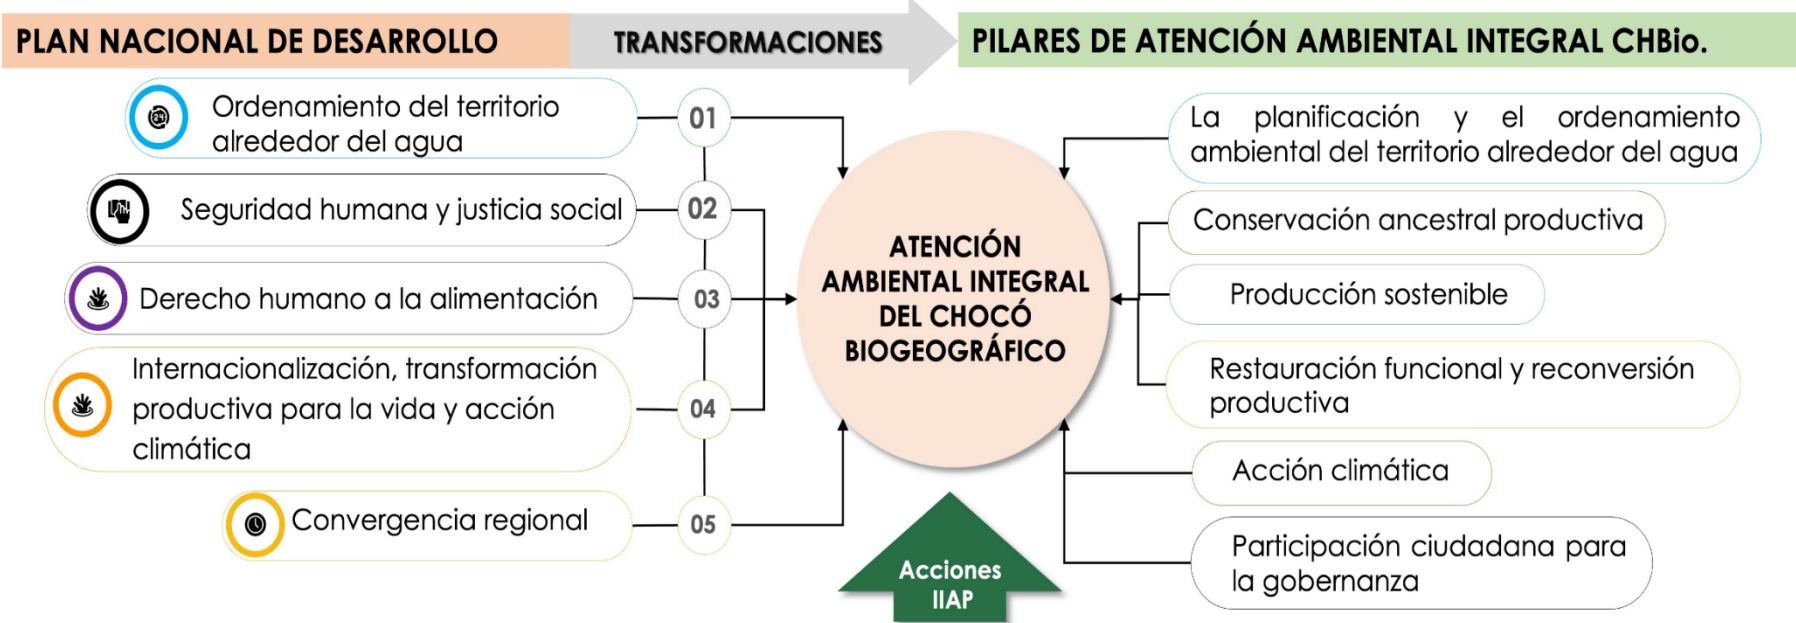 PLAN NACIONAL DE DESARROLLO
TRANSFORMACIONES
PILARES DE ATENCIÓN AMBIENTAL INTEGRAL CHBio.
Ordenamiento del territorio
alrededor del agua
01
Seguridad humana y justicia social
02
Derecho humano a la alimentación
03
Internacionalización, transformación
productiva para la vida y acción
climática
04
Convergencia regional
05
ATENCIÓN
AMBIENTAL INTEGRAL
DEL CHOCÓ
BIOGEOGRÁFICO
Acciones
IIAP
La planificación y el ordenamiento
ambiental del territorio alrededor del agua
Conservación ancestral productiva
Producción sostenible
Restauración funcional y reconversión
productiva
Acción climática
Participación ciudadana para
la gobernanza